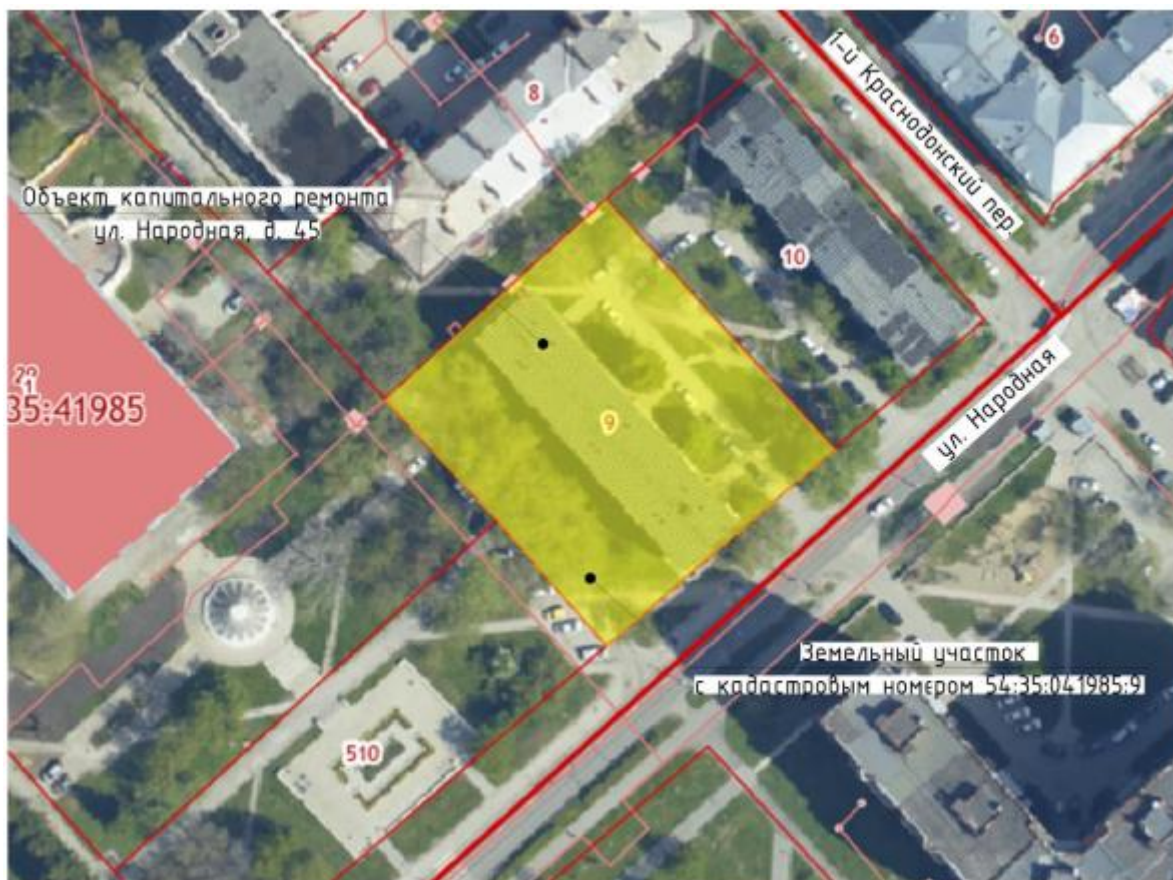 6
1-й Краснодонский пер.
8
Объект капитального ремонта
ул. Народная, д. 45
10
1
35:41985
9
ул. Народная
Земельный участок
с кадастровым номером 54:35:041985:9
510